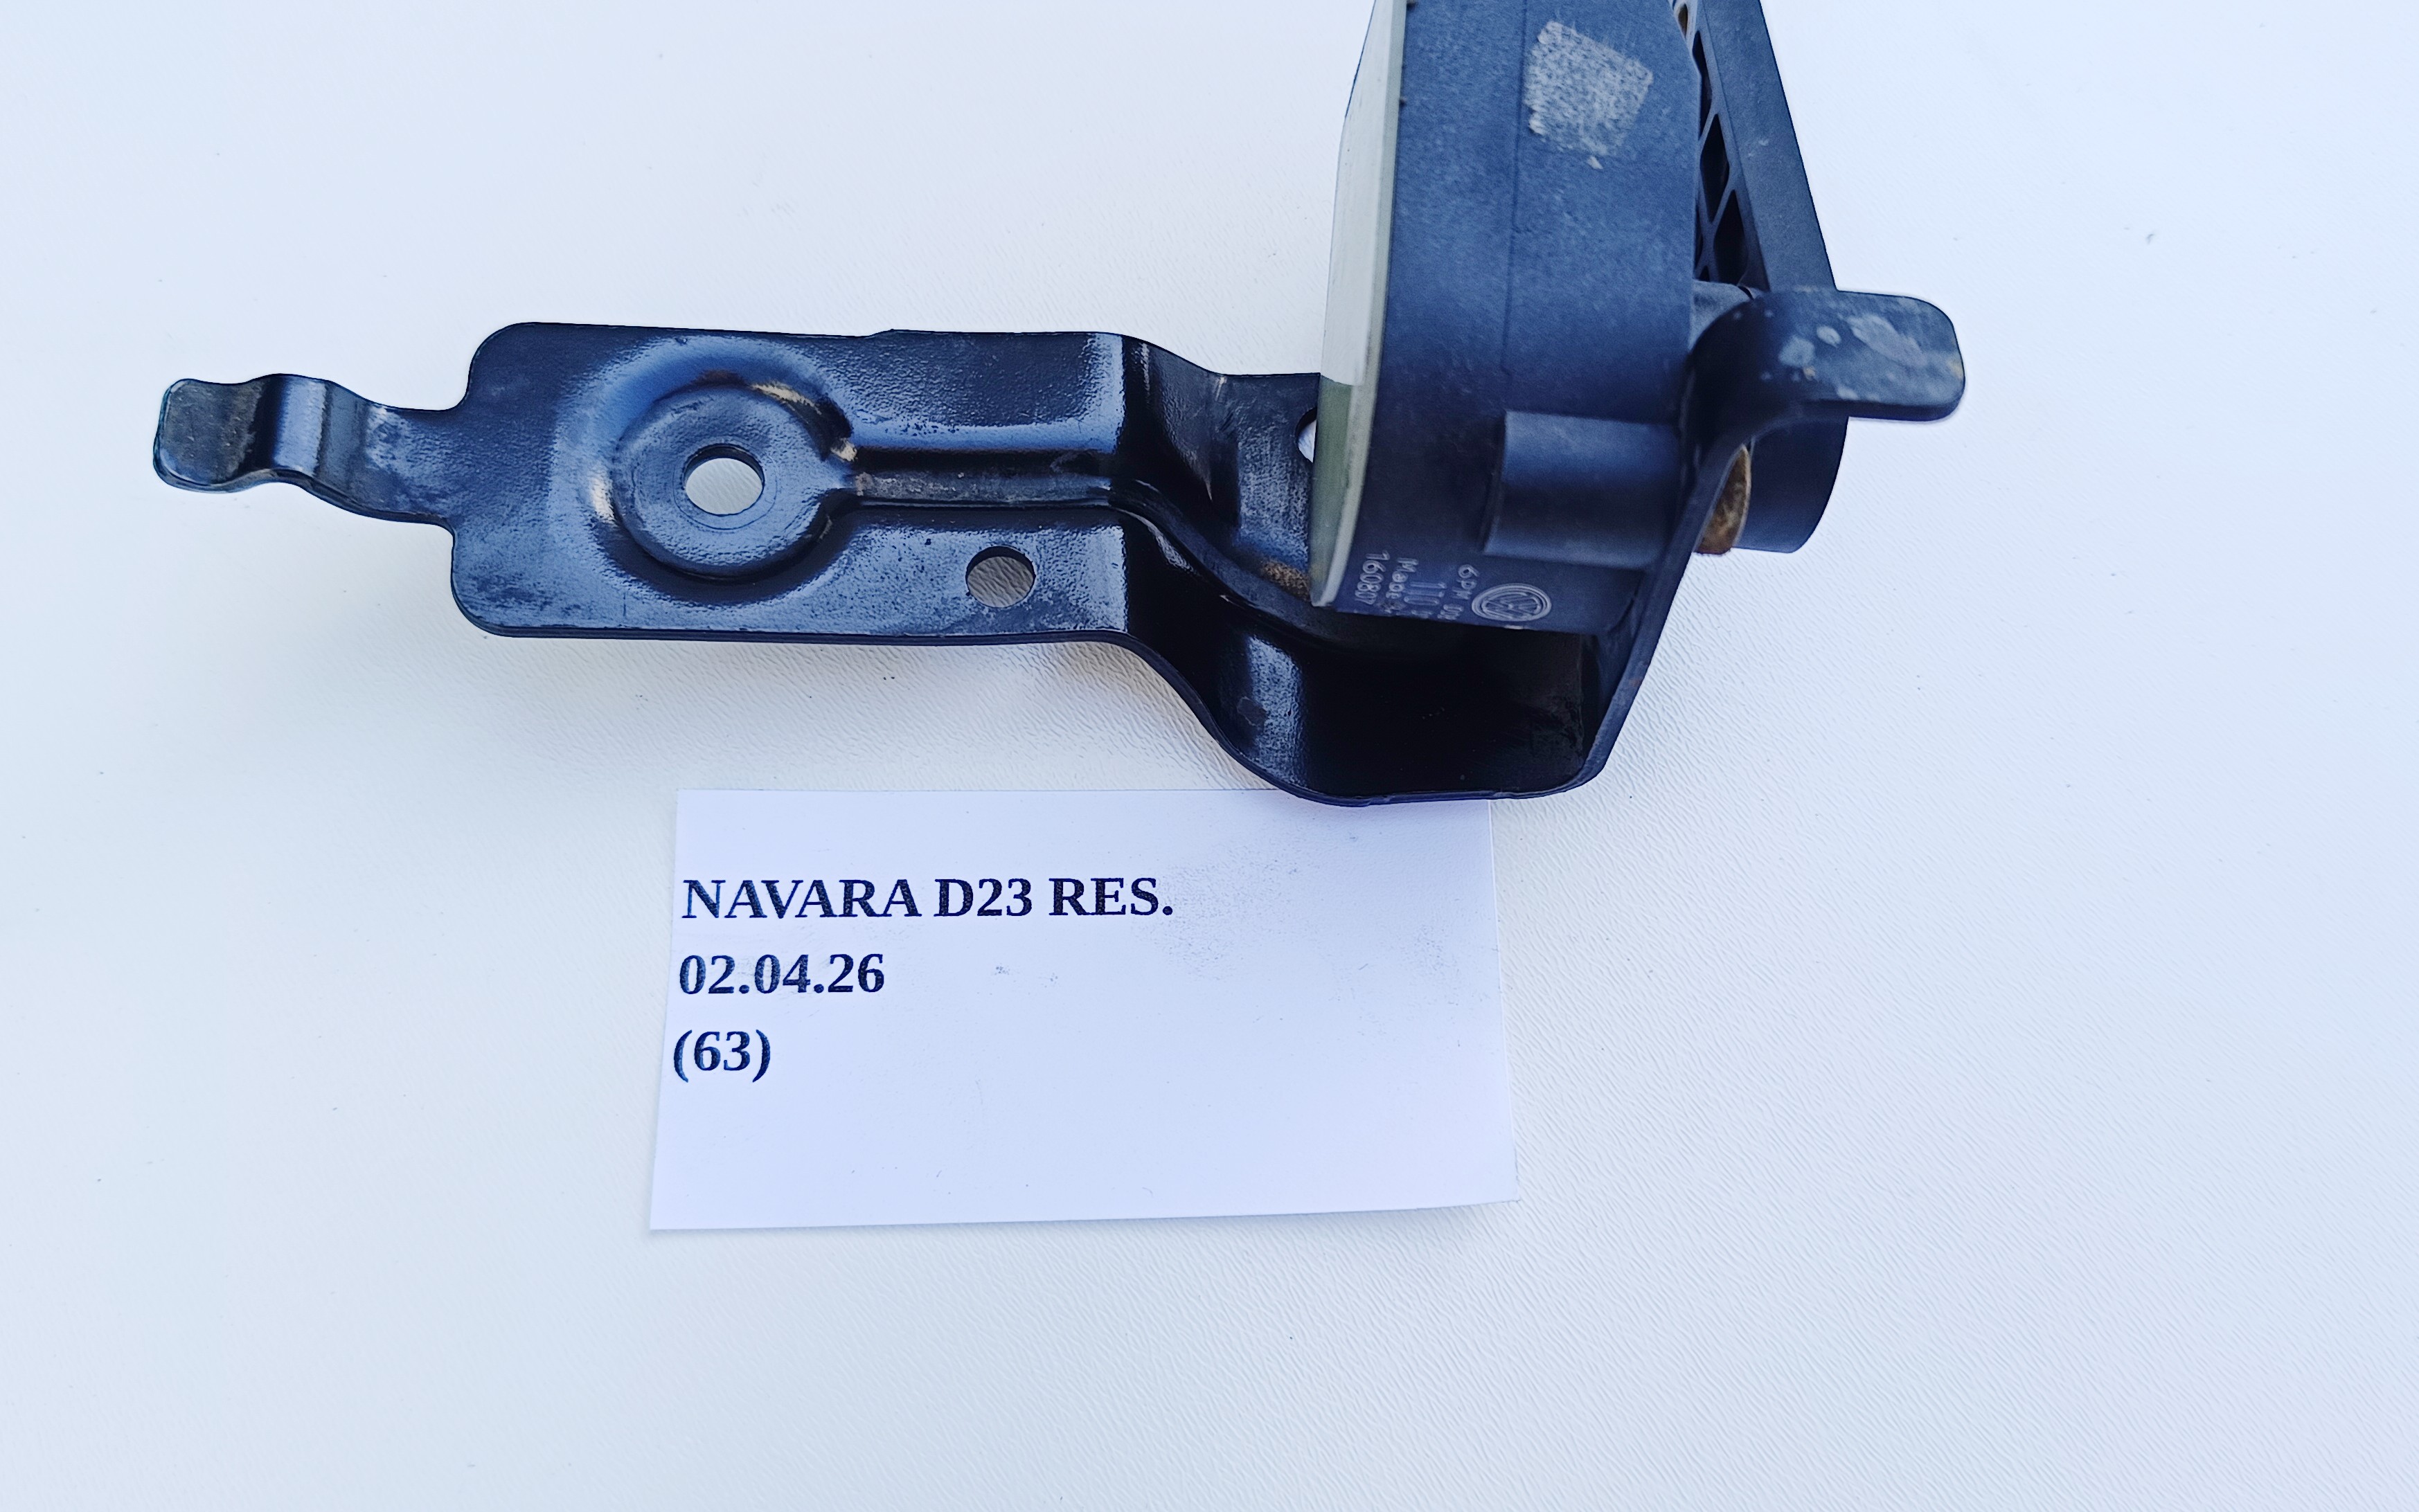 NAVARA D23 RES.
02.04.26
(63)